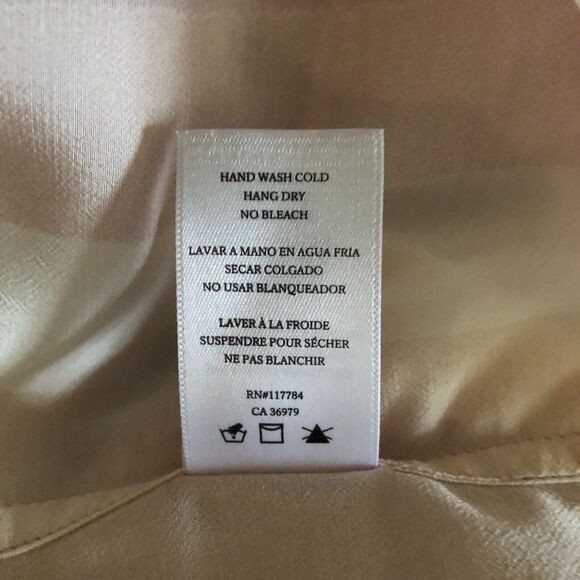 HAND WASH COLD
HANG DRY
NO BLEACH
LAVAR A MANO EN AGUA FRIA
SECAR COLGADO
NO USAR BLANQUEADOR
LAVER À LA FROIDE
SUSPENDRE POUR SÉCHER
NE PAS BLANCHIR
RN#117784
CA 36979